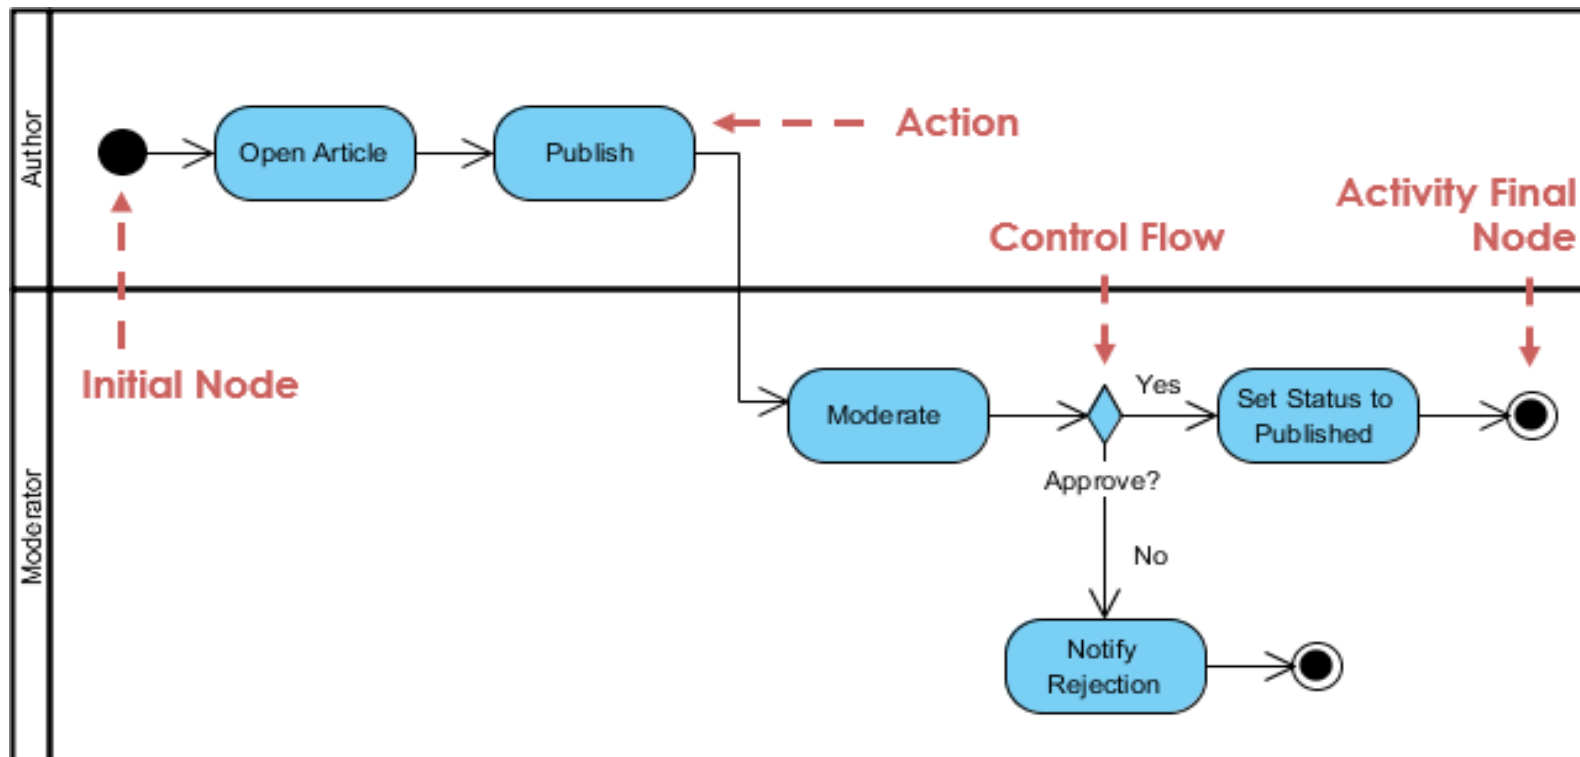 Author
Open Article
Publish
Action
Activity Final
Node
Control Flow
Initial Node
Moderator
Moderate
Yes
Set Status to
Published
Approve?
No
Notify
Rejection